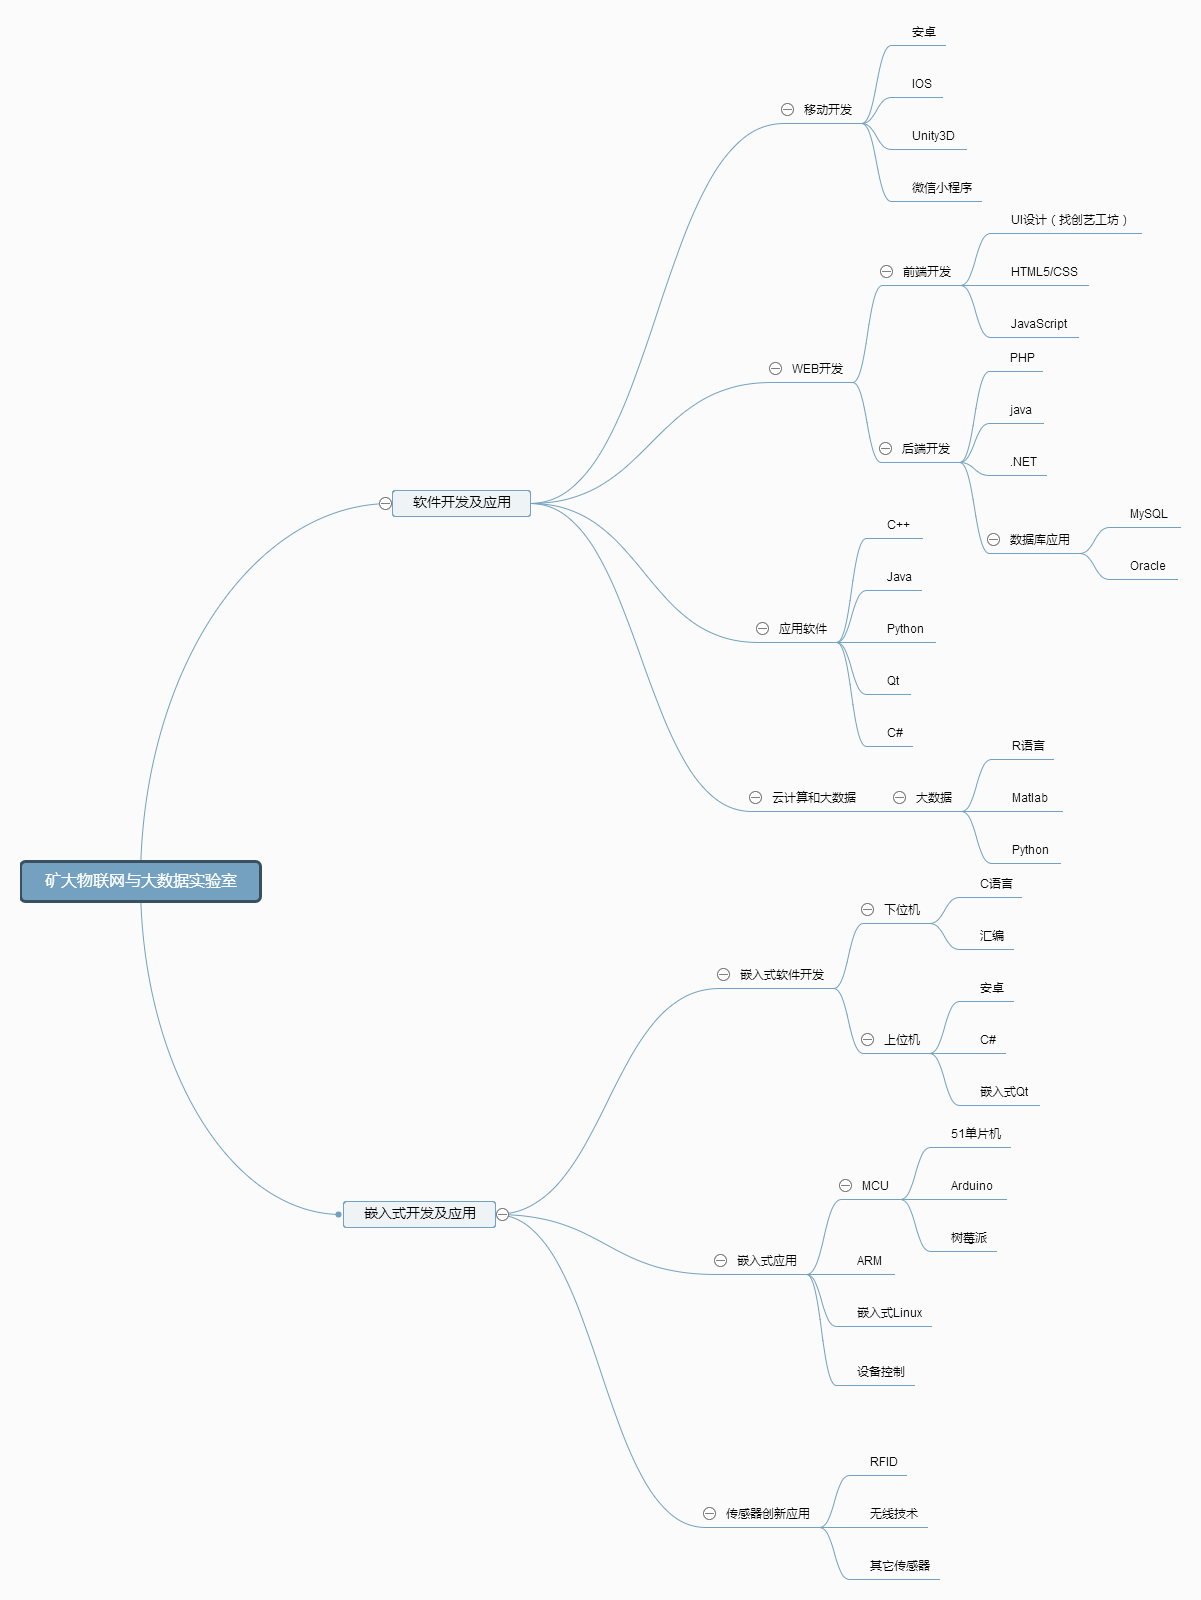 安卓
IOS
移动开发
Unity3D
微信小程序
UI设计（找创艺工坊）
前端开发
HTML5/CSS
JavaScript
WEB开发
PHP
java
后端开发
.NET
数据库应用
MySQL
Oracle
软件开发及应用
C++
Java
应用软件
Python
Qt
C#
云计算和大数据
大数据
R语言
Matlab
Python
矿大物联网与大数据实验室
下位机
C语言
汇编
嵌入式软件开发
安卓
上位机
C#
嵌入式Qt
嵌入式开发及应用
MCU
51单片机
Arduino
树莓派
嵌入式应用
ARM
嵌入式Linux
设备控制
RFID
传感器创新应用
无线技术
其它传感器